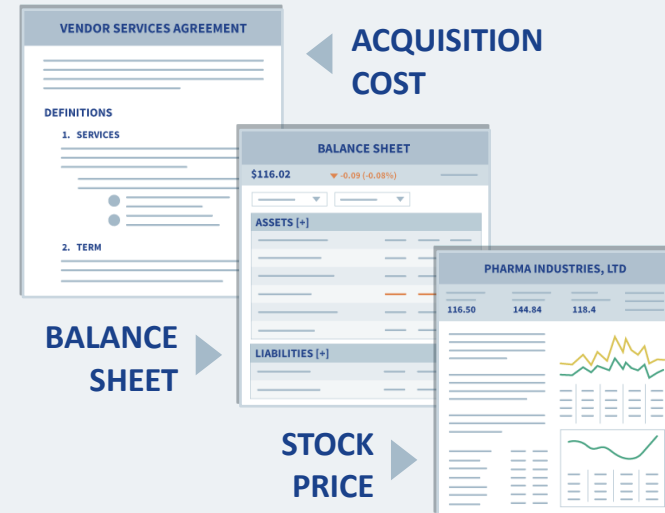 VENDOR SERVICES AGREEMENT
ACQUISITION
COST
DEFINITIONS
1. SERVICES
2. TERM
BALANCE SHEET
$116.02 ▼ -0.09 (-0.08%)
ASSETS [+]
LIABILITIES [+]
BALANCE
SHEET
PHARMA INDUSTRIES, LTD
116.50 144.84 118.4
STOCK
PRICE